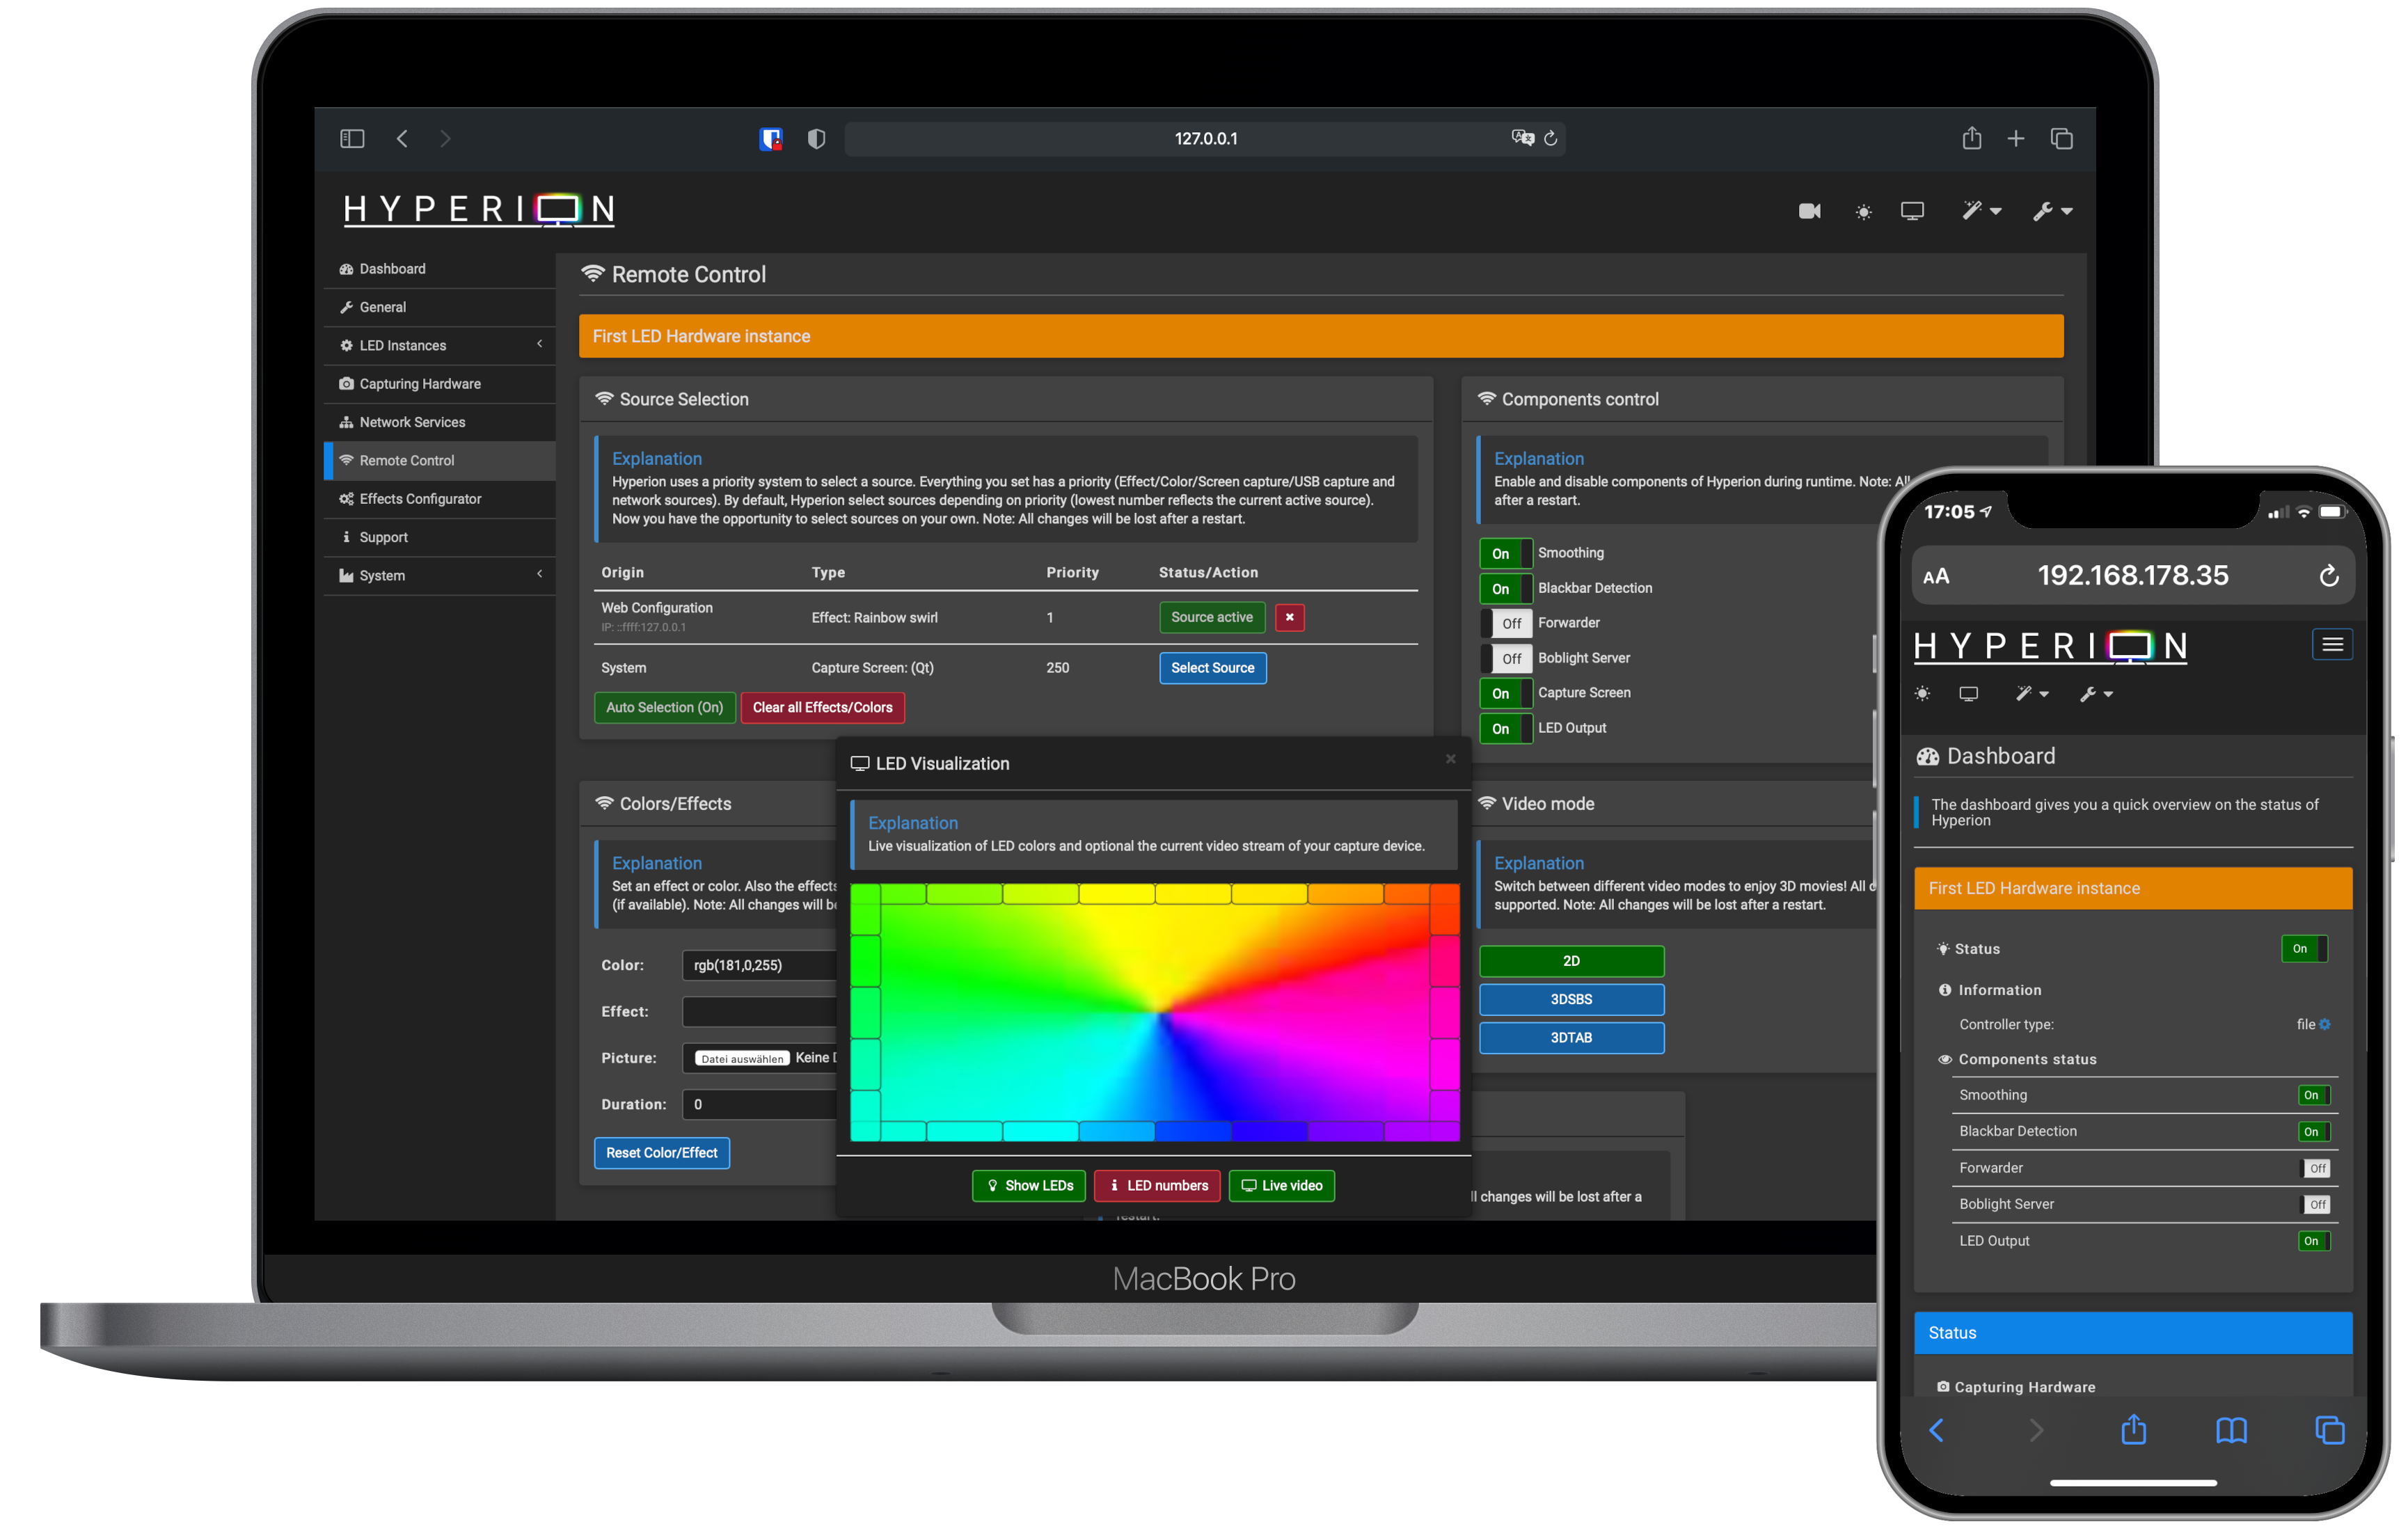 127.0.0.1
HYPERION
Dashboard
General
LED Instances
Capturing Hardware
Network Services
Remote Control
Effects Configurator
Support
System
Remote Control
First LED Hardware instance
Source Selection
Explanation
Hyperion uses a priority system to select a source. Everything you set has a priority (Effect/Color/Screen capture/USB capture and
network sources). By default, Hyperion select sources depending on priority (lowest number reflects the current active source).
Now you have the opportunity to select sources on your own. Note: All changes will be lost after a restart.
Origin Type Priority Status/Action
Web Configuration
IP: ::ffff:127.0.0.1
Effect: Rainbow swirl 1 Source active
System Capture Screen: (Qt) 250 Select Source
Auto Selection (On) Clear all Effects/Colors
Components control
Explanation
Enable and disable components of Hyperion during runtime. Note: All
after a restart.
On Smoothing
On Blackbar Detection
Off Forwarder
Off Boblight Server
On Capture Screen
On LED Output
Colors/Effects
Explanation
Set an effect or color. Also the effects
(if available). Note: All changes will be
Color: rgb(181,0,255)
Effect:
Picture: Datei auswählen Keine
Duration: 0
Reset Color/Effect
LED Visualization
Explanation
Live visualization of LED colors and optional the current video stream of your capture device.
Show LEDs LED numbers Live video
Video mode
Explanation
Switch between different video modes to enjoy 3D movies! All
supported. Note: All changes will be lost after a restart.
2D
3DSBS
3DTAB
changes will be lost after a
restart.
MacBook Pro
17:05
AA 192.168.178.35
HYPERION
Dashboard
The dashboard gives you a quick overview on the status of
Hyperion
First LED Hardware instance
Status On
Information
Controller type: file
Components status
Smoothing On
Blackbar Detection On
Forwarder Off
Boblight Server Off
LED Output On
Status
Capturing Hardware